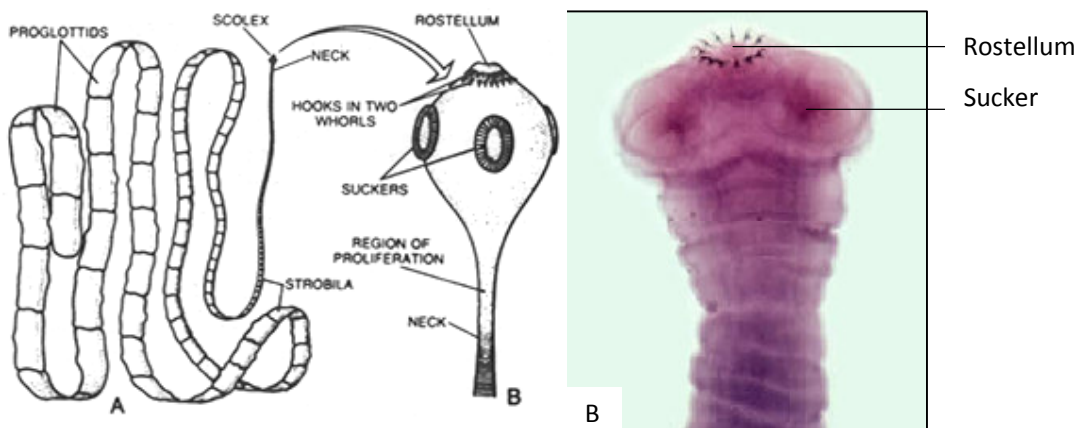 PROGLOTTIDS
SCOLEX
NECK
STROBILA
A
ROSTELLUM
HOOKS IN TWO
WHORLS
SUCKERS
REGION OF
PROLIFERATION
NECK
B
Rostellum
Sucker
B